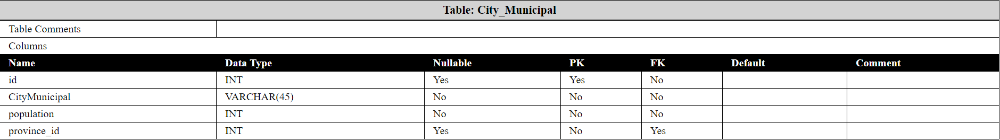 Table: City_Municipal
Table Comments
Columns
Name Data Type Nullable PK FK Default Comment
id INT Yes Yes No
CityMunicipal VARCHAR(45) No No No
population INT No No No
province_id INT Yes No Yes